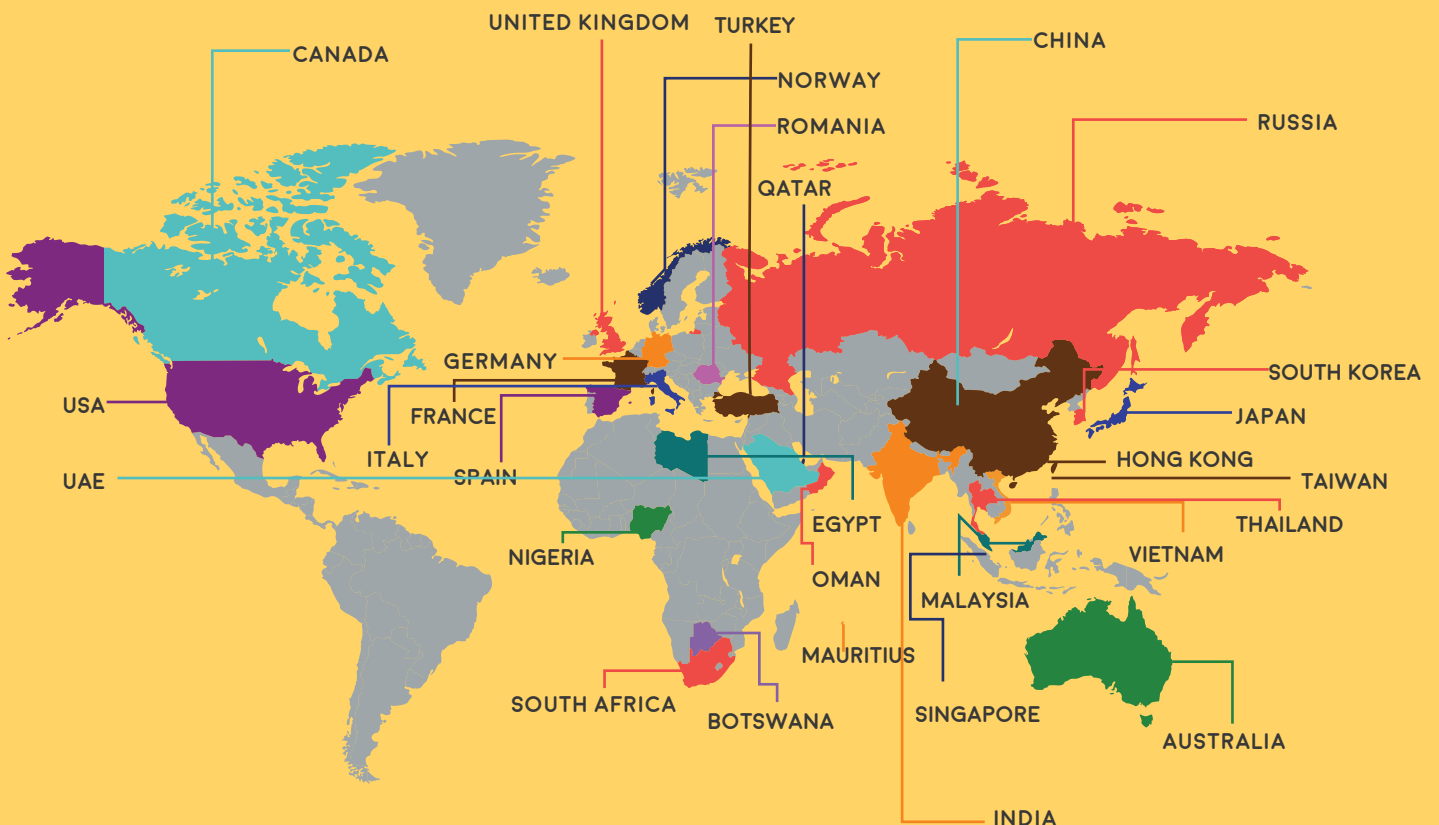 UNITED KINGDOM
TURKEY
CANADA
CHINA
NORWAY
RUSSIA
ROMANIA
QATAR
GERMANY
SOUTH KOREA
USA
FRANCE
JAPAN
ITALY
HONG KONG
SPAIN
UAE
TAIWAN
EGYPT
THAILAND
NIGERIA
VIETNAM
OMAN
MALAYSIA
MAURITIUS
SOUTH AFRICA
SINGAPORE
BOTSWANA
AUSTRALIA
INDIA